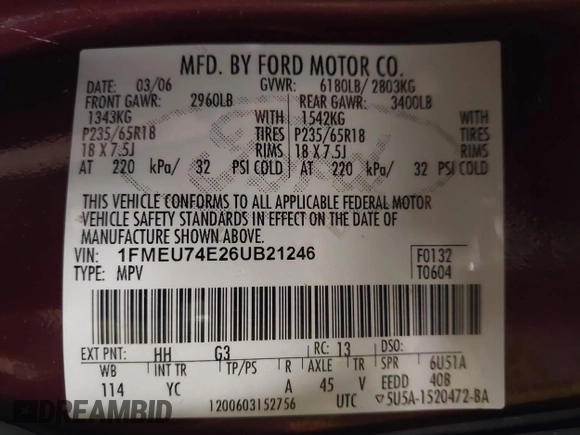 MFD. BY FORD MOTOR CO.
DATE: 03/06 GVWR: 6180LB/ 2803KG
FRONT GAWR: 2960LB REAR GAWR: 3400LB
1343KG WITH 1542KG WITH
P235/65R18 TIRES P235/65R18 TIRES
18 X 7.5J RIMS 18 X 7.5J RIMS
AT 220 kPa/ 32 PSI COLD AT 220 kPa/ 32 PSI COLD
THIS VEHICLE CONFORMS TO ALL APPLICABLE FEDERAL MOTOR
VEHICLE SAFETY STANDARDS IN EFFECT ON THE DATE OF
MANUFACTURE SHOWN ABOVE.
VIN: 1FMEU74E26UB21246 F0132
TYPE: MPV T0604
EXT PNT: HH G3 RC: 13 DSO:
WB INT TR TP/PS R AXLE TR SPR 6U51A
114 YC A 45 V EEDD 40B
1200603152756 UTC 5U5A-1520472-BA
DREAMBID